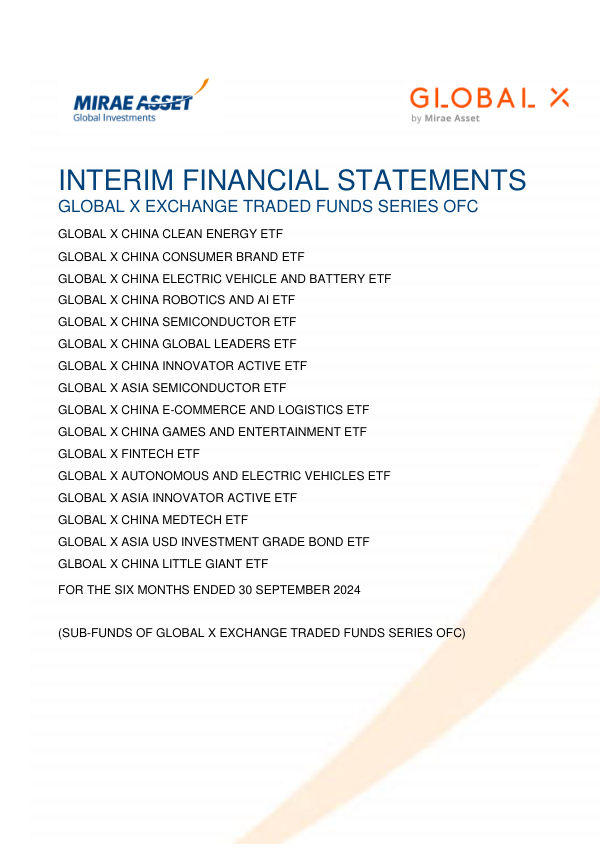 MIRAE ASSET
Global Investments
GLOBAL X
by Mirae Asset
INTERIM FINANCIAL STATEMENTS
GLOBAL X EXCHANGE TRADED FUNDS SERIES OFC
GLOBAL X CHINA CLEAN ENERGY ETF
GLOBAL X CHINA CONSUMER BRAND ETF
GLOBAL X CHINA ELECTRIC VEHICLE AND BATTERY ETF
GLOBAL X CHINA ROBOTICS AND AI ETF
GLOBAL X CHINA SEMICONDUCTOR ETF
GLOBAL X CHINA GLOBAL LEADERS ETF
GLOBAL X CHINA INNOVATOR ACTIVE ETF
GLOBAL X ASIA SEMICONDUCTOR ETF
GLOBAL X CHINA E-COMMERCE AND LOGISTICS ETF
GLOBAL X CHINA GAMES AND ENTERTAINMENT ETF
GLOBAL X FINTECH ETF
GLOBAL X AUTONOMOUS AND ELECTRIC VEHICLES ETF
GLOBAL X ASIA INNOVATOR ACTIVE ETF
GLOBAL X CHINA MEDTECH ETF
GLOBAL X ASIA USD INVESTMENT GRADE BOND ETF
GLBOAL X CHINA LITTLE GIANT ETF
FOR THE SIX MONTHS ENDED 30 SEPTEMBER 2024
(SUB-FUNDS OF GLOBAL X EXCHANGE TRADED FUNDS SERIES OFC)